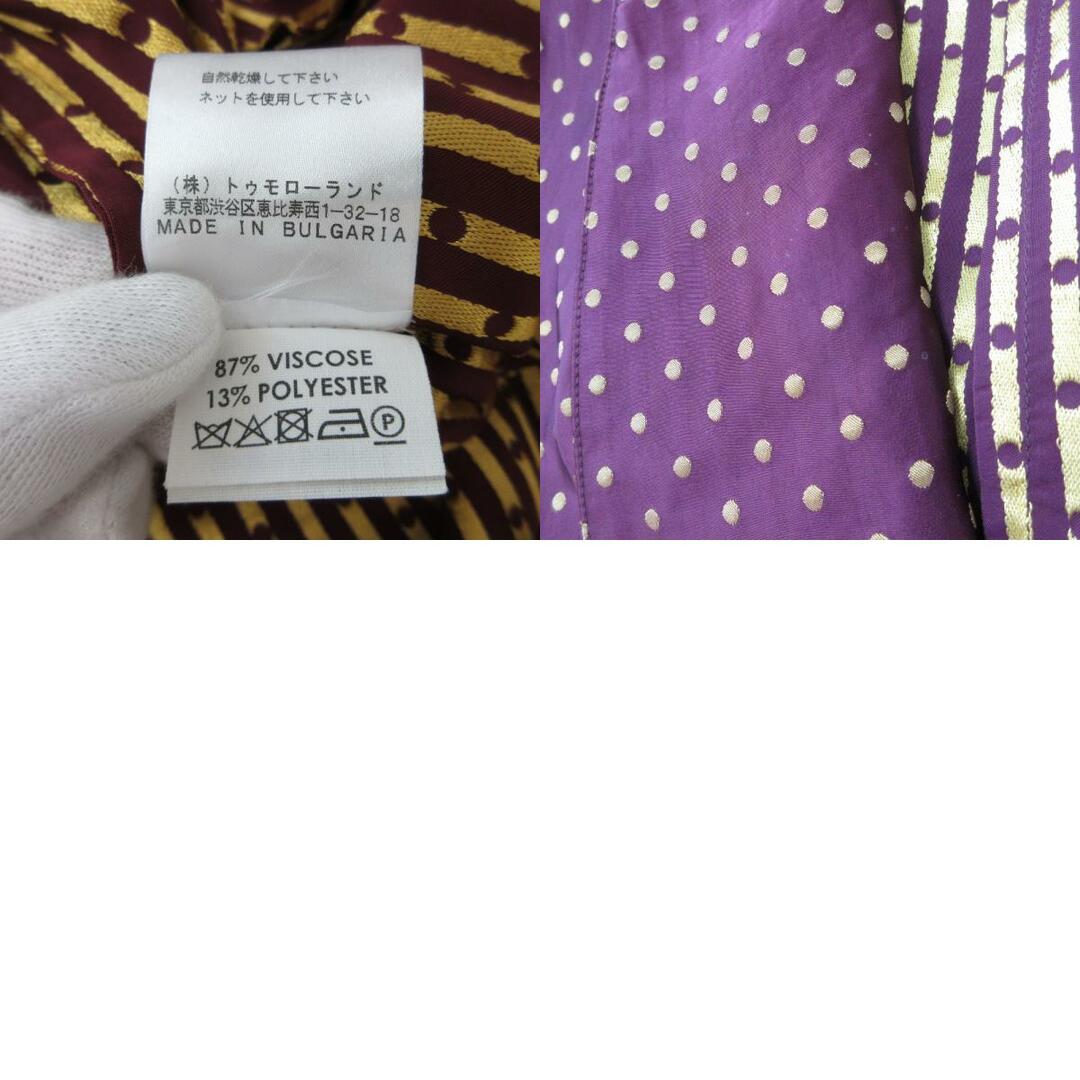 自然乾燥して下さい
ネットを使用して下さい
(株)トゥモローランド
東京都渋谷区恵比寿西1-32-18
MADE IN BULGARIA
87% VISCOSE
13% POLYESTER
P